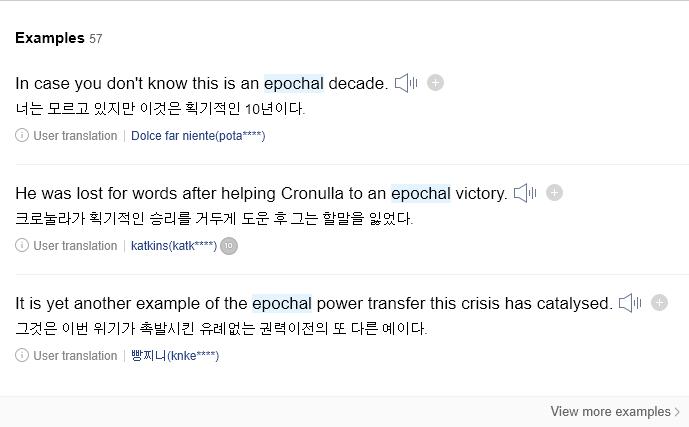 Examples 57
In case you don't know this is an epochal decade.
너는 모르고 있지만 이것은 획기적인 10년이다.
User translation | Dolce far niente(pota****)
He was lost for words after helping Cronulla to an epochal victory.
크로눌라가 획기적인 승리를 거두게 도운 후 그는 할말을 잃었다.
User translation | katkins(katk****) 10
It is yet another example of the epochal power transfer this crisis has catalysed.
그것은 이번 위기가 촉발시킨 유례없는 권력이전의 또 다른 예이다.
User translation | 빵찌니(knke****)
View more examples